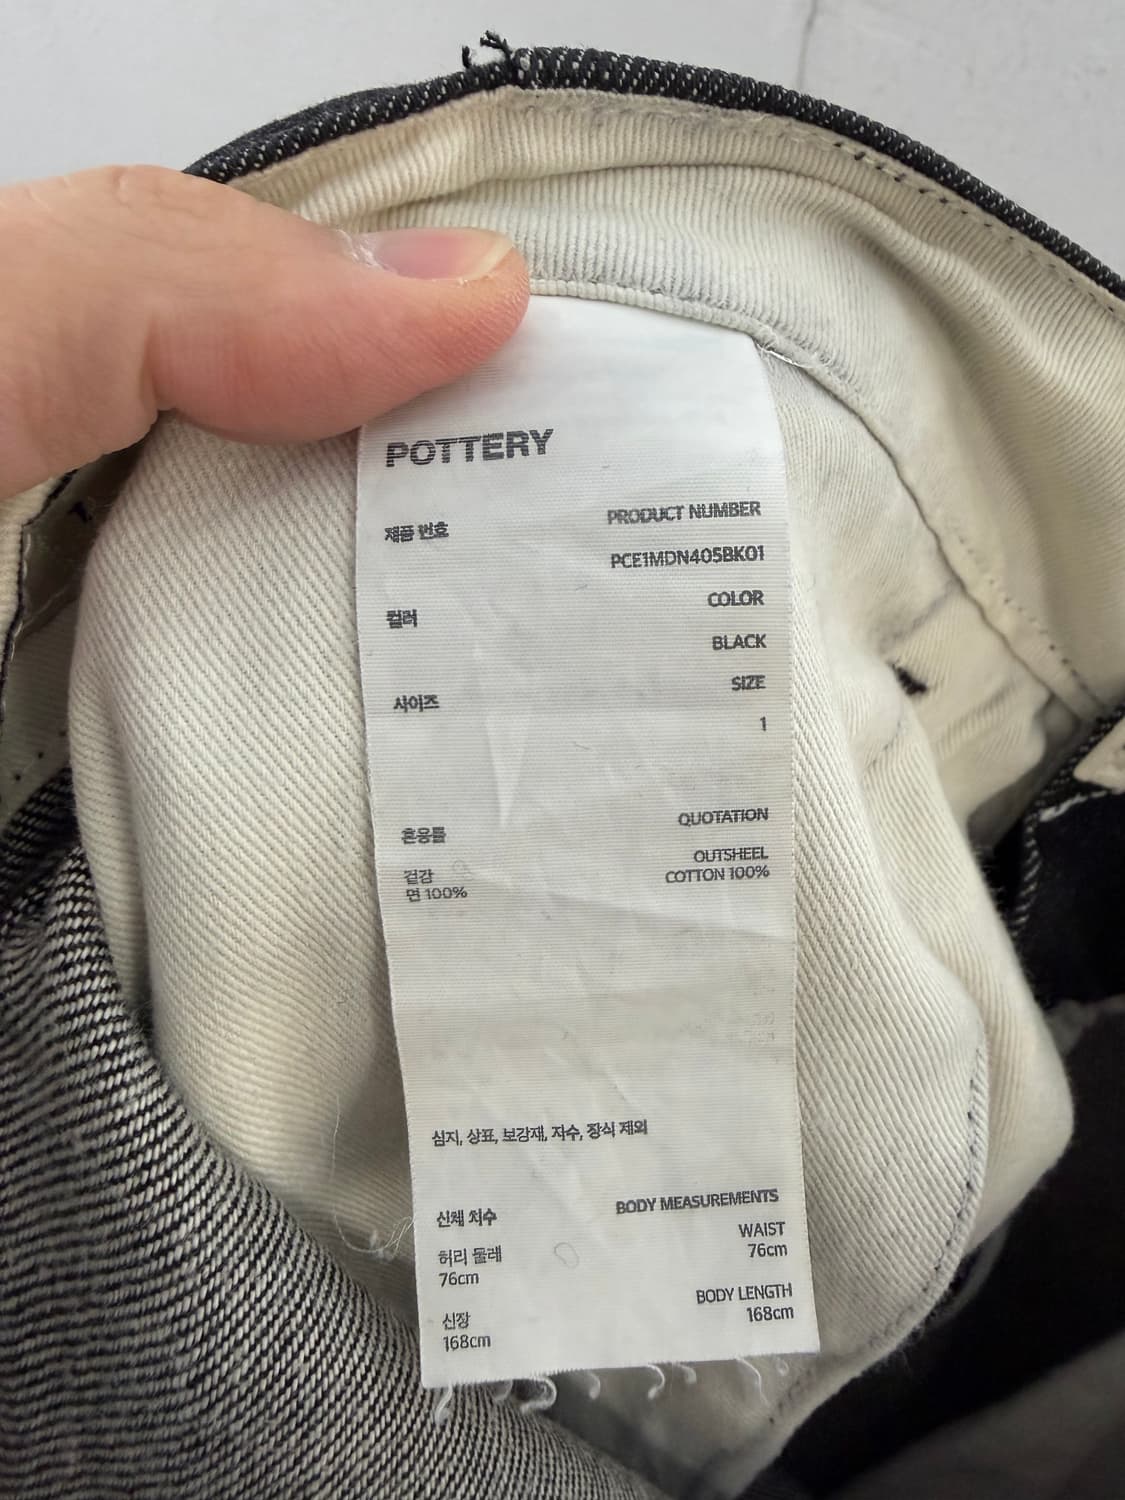 POTTERY
제품 번호 PRODUCT NUMBER
PCE1MDN405BK01
컬러 COLOR
BLACK
사이즈 SIZE
1
혼용률 QUOTATION
겉감 OUTSHEEL
면 100% COTTON 100%
심지, 상표, 보강재, 자수, 장식 제외
신체 치수 BODY MEASUREMENTS
허리 둘레 WAIST
76cm 76cm
신장 BODY LENGTH
168cm 168cm